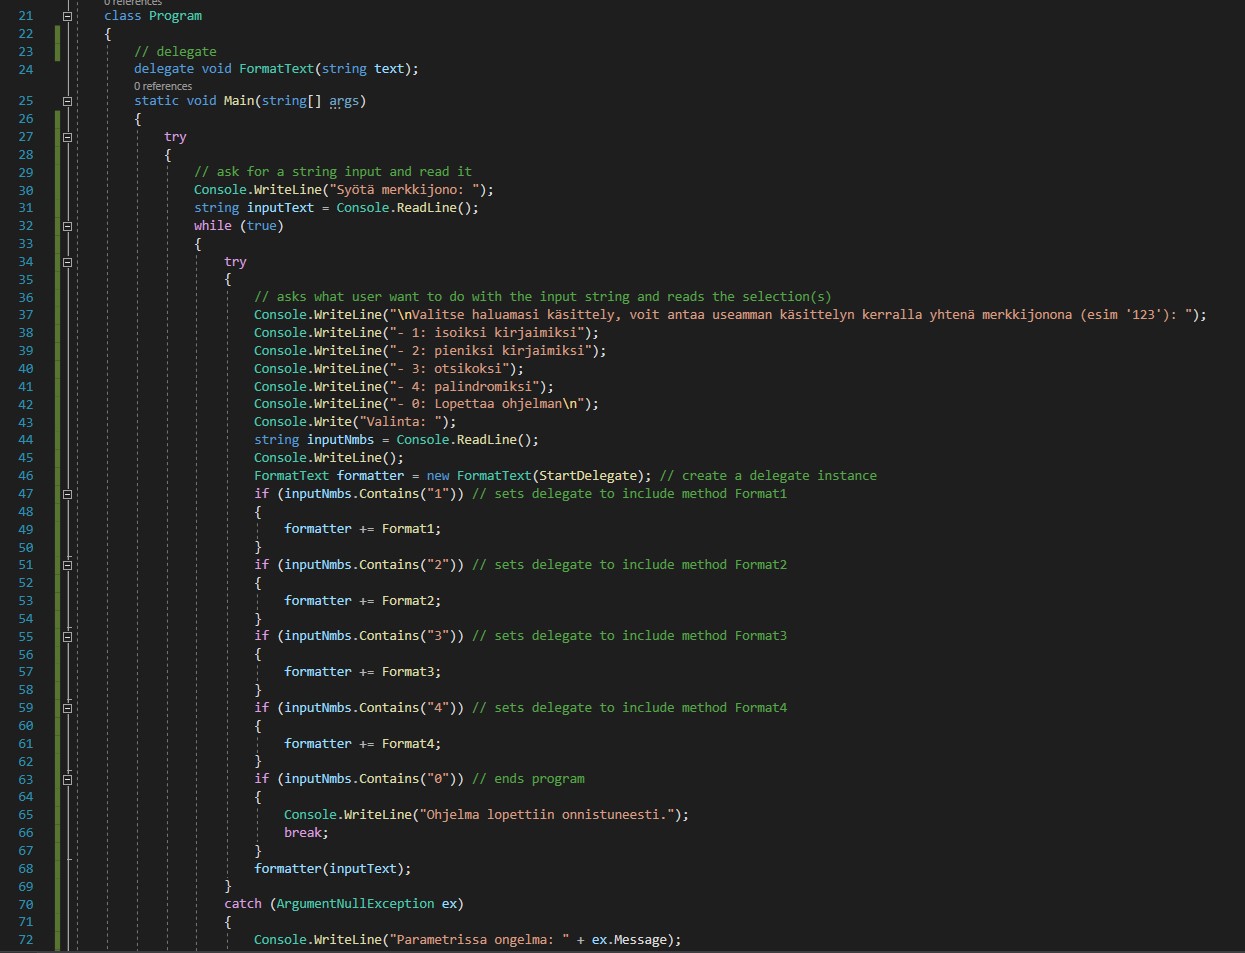 0 references
21 class Program
22 {
23 // delegate
24 delegate void FormatText(string text);
0 references
25 static void Main(string[] args)
26 {
27 try
28 {
29 // ask for a string input and read it
30 Console.WriteLine("Syötä merkkijono: ");
31 string inputText = Console.ReadLine();
32 while (true)
33 {
34 try
35 {
36 // asks what user want to do with the input string and reads the selection(s)
37 Console.WriteLine("\nValitse haluamasi käsittely, voit antaa useamman käsittelyn kerralla yhtenä merkkijonona (esim '123'): ");
38 Console.WriteLine("- 1: isoiksi kirjaimiksi");
39 Console.WriteLine("- 2: pieniksi kirjaimiksi");
40 Console.WriteLine("- 3: otsikoksi");
41 Console.WriteLine("- 4: palindromiksi");
42 Console.WriteLine("- 0: Lopettaa ohjelman\n");
43 Console.Write("Valinta: ");
44 string inputNmbs = Console.ReadLine();
45 Console.WriteLine();
46 FormatText formatter = new FormatText(StartDelegate); // create a delegate instance
47 if (inputNmbs.Contains("1")) // sets delegate to include method Format1
48 {
49 formatter += Format1;
50 }
51 if (inputNmbs.Contains("2")) // sets delegate to include method Format2
52 {
53 formatter += Format2;
54 }
55 if (inputNmbs.Contains("3")) // sets delegate to include method Format3
56 {
57 formatter += Format3;
58 }
59 if (inputNmbs.Contains("4")) // sets delegate to include method Format4
60 {
61 formatter += Format4;
62 }
63 if (inputNmbs.Contains("0")) // ends program
64 {
65 Console.WriteLine("Ohjelma lopettiin onnistuneesti.");
66 break;
67 }
68 formatter(inputText);
69 }
70 catch (ArgumentNullException ex)
71 {
72 Console.WriteLine("Parametrissa ongelma: " + ex.Message);